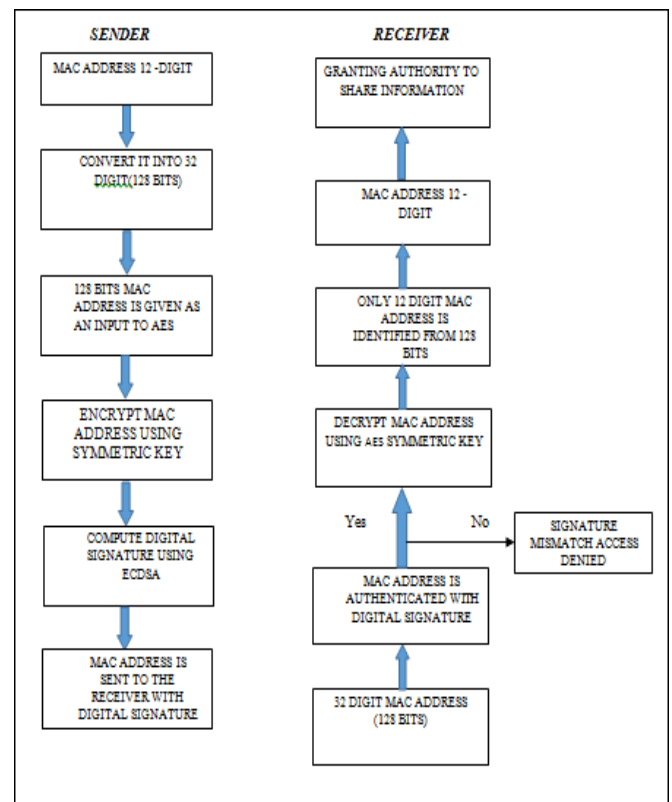 SENDER
MAC ADDRESS 12 -DIGIT
CONVERT IT INTO 32
DIGIT(128 BITS)
128 BITS MAC
ADDRESS IS GIVEN AS
AN INPUT TO AES
ENCRYPT MAC
ADDRESS USING
SYMMETRIC KEY
COMPUTE DIGITAL
SIGNATURE USING
ECDSA
MAC ADDRESS IS
SENT TO THE
RECEIVER WITH
DIGITAL SIGNATURE
RECEIVER
GRANTING AUTHORITY TO
SHARE INFORMATION
MAC ADDRESS 12 -
DIGIT
ONLY 12 DIGIT MAC
ADDRESS IS
IDENTIFIED FROM 128
BITS
DECRYPT MAC ADDRESS
USING AES SYMMETRIC KEY
Yes
No
SIGNATURE
MISMATCH ACCESS
DENIED
MAC ADDRESS IS
AUTHENTICATED WITH
DIGITAL SIGNATURE
32 DIGIT MAC ADDRESS
(128 BITS)